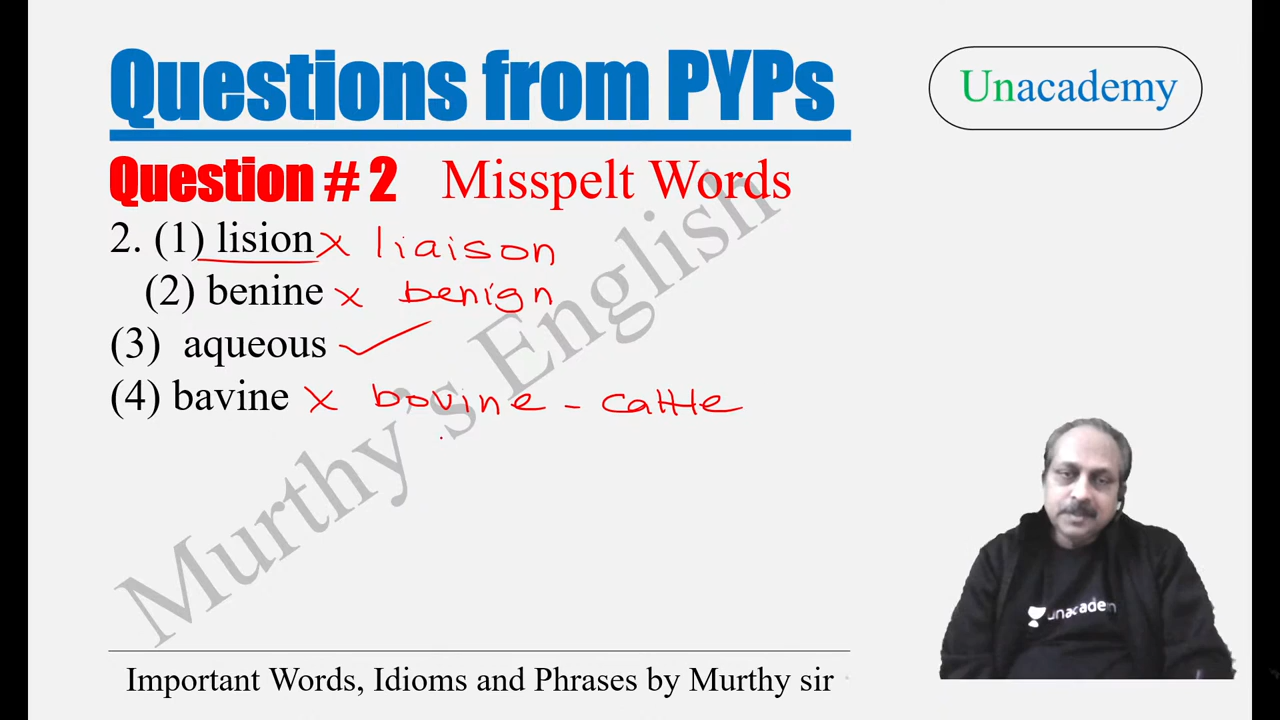 Questions from PYPs
Unacademy
Question # 2 Misspelt Words
2. (1) lision x liaison
(2) benine x benign
(3) aqueous ✓
(4) bavine x bovine - cattle
Murthy's English
unacadem
Important Words, Idioms and Phrases by Murthy sir